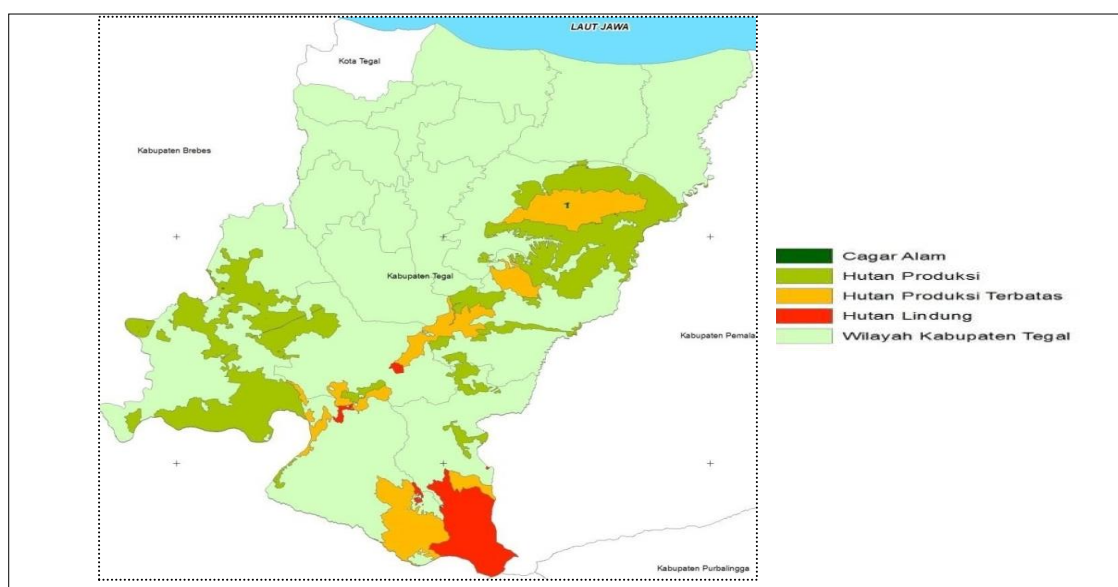 LAUT JAWA
Kota Tegal
Kabupaten Brebes
Kabupaten Tegal
Kabupaten Pemala
Kabupaten Purbalingga
Cagar Alam
Hutan Produksi
Hutan Produksi Terbatas
Hutan Lindung
Wilayah Kabupaten Tegal